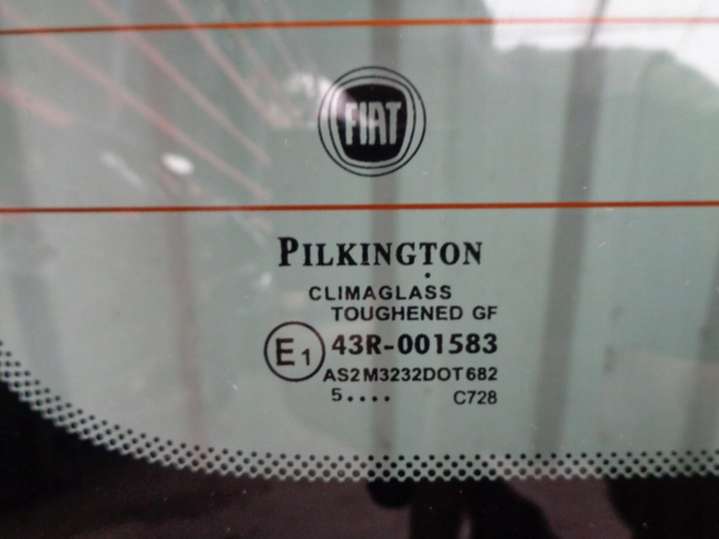 FIAT
PILKINGTON
CLIMAGLASS
TOUGHENED GF
E1 43R-001583
AS2 M3232DOT682
5.... C728